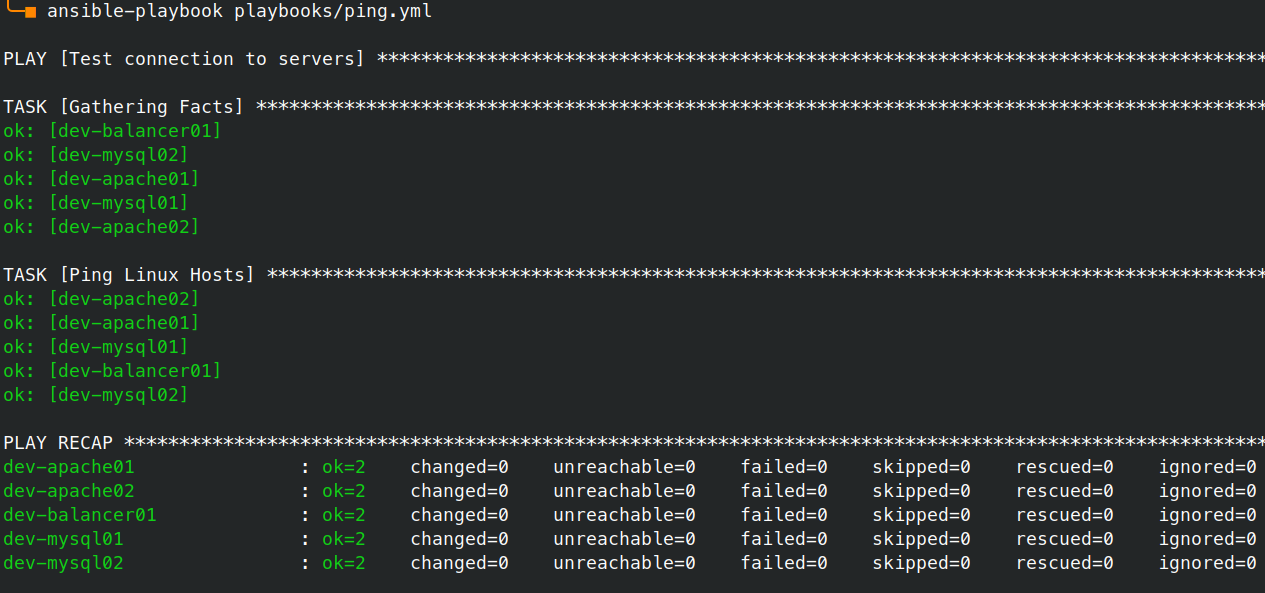 ansible-playbook playbooks/ping.yml
PLAY [Test connection to servers] *********************************************************************************
TASK [Gathering Facts] ********************************************************************************************
ok: [dev-balancer01]
ok: [dev-mysql02]
ok: [dev-apache01]
ok: [dev-mysql01]
ok: [dev-apache02]
TASK [Ping Linux Hosts] *******************************************************************************************
ok: [dev-apache02]
ok: [dev-apache01]
ok: [dev-mysql01]
ok: [dev-balancer01]
ok: [dev-mysql02]
PLAY RECAP ********************************************************************************************************
dev-apache01 : ok=2 changed=0 unreachable=0 failed=0 skipped=0 rescued=0 ignored=0
dev-apache02 : ok=2 changed=0 unreachable=0 failed=0 skipped=0 rescued=0 ignored=0
dev-balancer01 : ok=2 changed=0 unreachable=0 failed=0 skipped=0 rescued=0 ignored=0
dev-mysql01 : ok=2 changed=0 unreachable=0 failed=0 skipped=0 rescued=0 ignored=0
dev-mysql02 : ok=2 changed=0 unreachable=0 failed=0 skipped=0 rescued=0 ignored=0